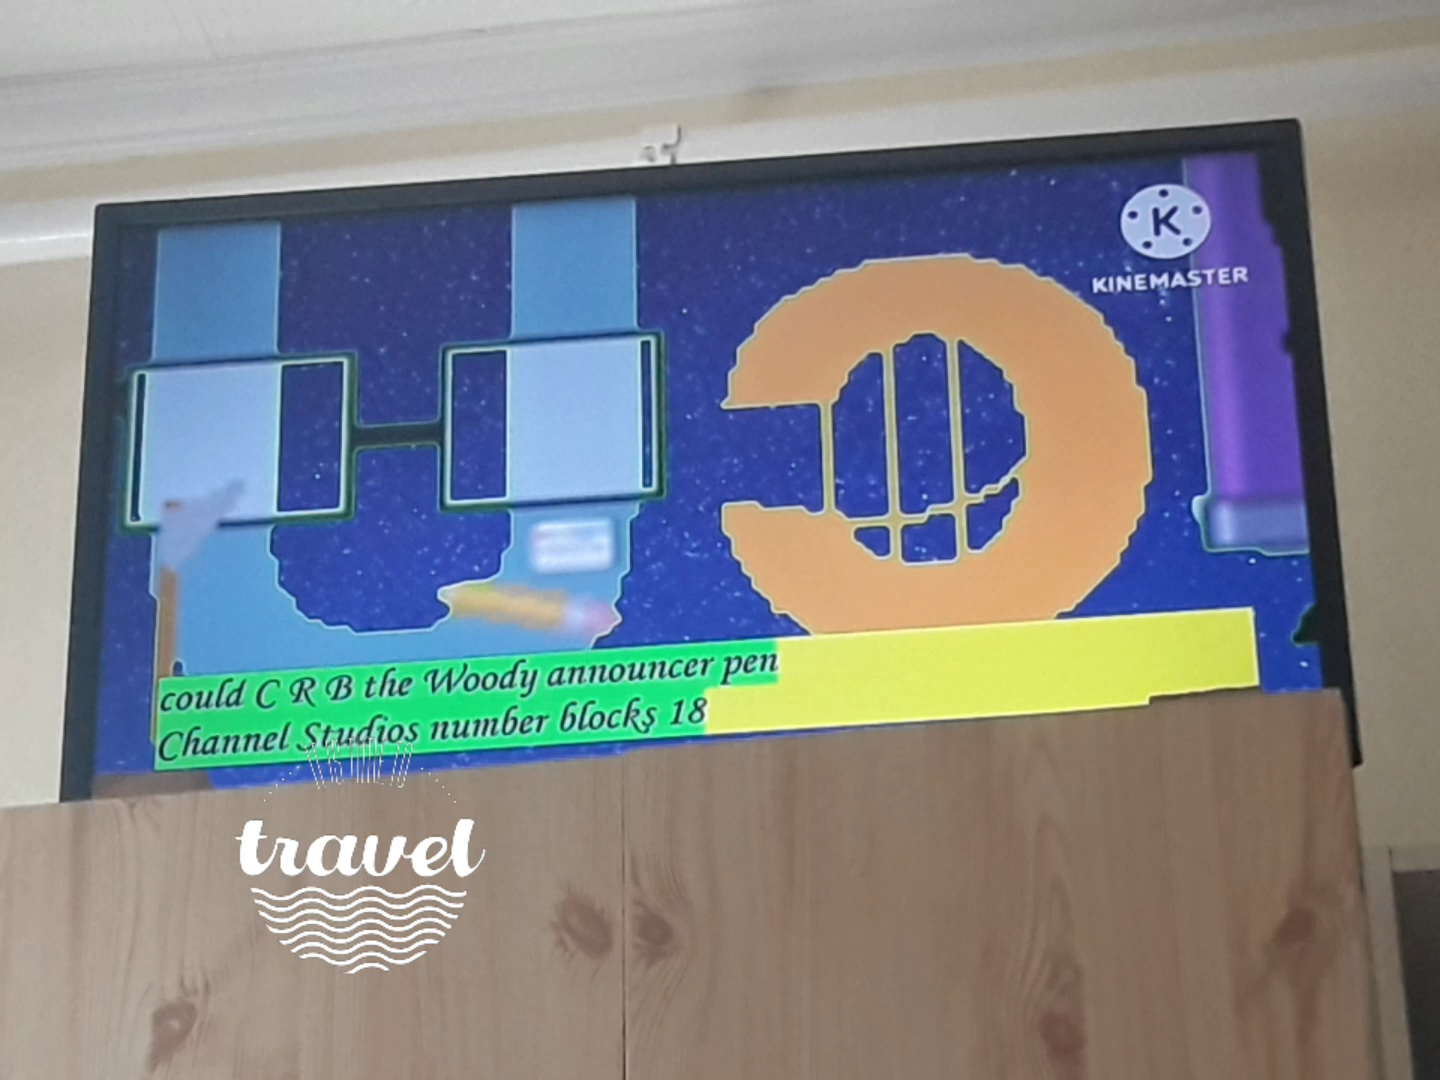 K
KINEMASTER
could C R B the Woody announcer pen
Channel Studios number blocks 18
travel